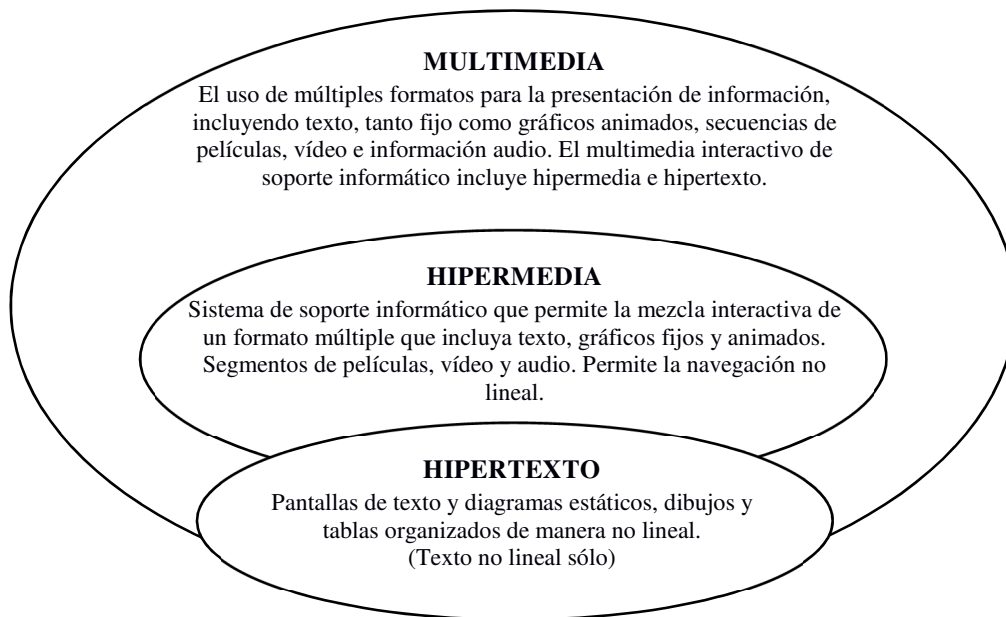 MULTIMEDIA
El uso de múltiples formatos para la presentación de información,
incluyendo texto, tanto fijo como gráficos animados, secuencias de
películas, vídeo e información audio. El multimedia interactivo de
soporte informático incluye hipermedia e hipertexto.
HIPERMEDIA
Sistema de soporte informático que permite la mezcla interactiva de
un formato múltiple que incluya texto, gráficos fijos y animados.
Segmentos de películas, vídeo y audio. Permite la navegación no
lineal.
HIPERTEXTO
Pantallas de texto y diagramas estáticos, dibujos y
tablas organizados de manera no lineal.
(Texto no lineal sólo)